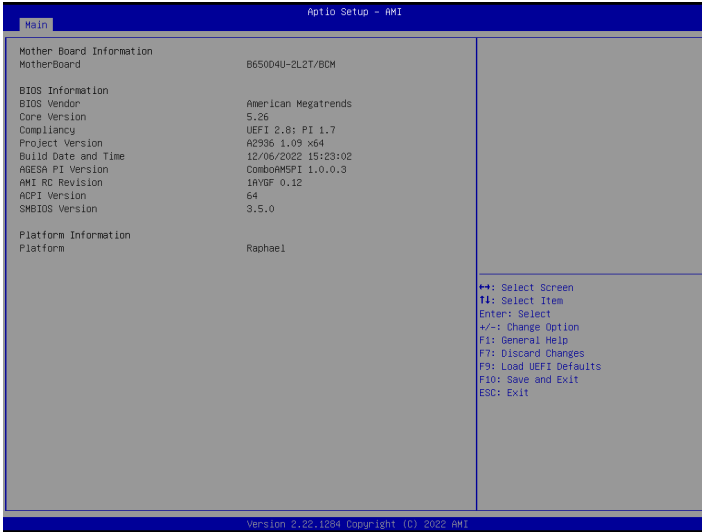 Aptio Setup – AMI
Main
Mother Board Information
MotherBoard B650D4U-2L2T/BCM
BIOS Information
BIOS Vendor American Megatrends
Core Version 5.26
Compliancy UEFI 2.8; PI 1.7
Project Version A2936 1.09 x64
Build Date and Time 12/06/2022 15:23:02
AGESA PI Version ComboAM5PI 1.0.0.3
AMI RC Revision 1AYGF 0.12
ACPI Version 64
SMBIOS Version 3.5.0
Platform Information
Platform Raphael
↔: Select Screen
↑↓: Select Item
Enter: Select
+/-: Change Option
F1: General Help
F7: Discard Changes
F9: Load UEFI Defaults
F10: Save and Exit
ESC: Exit
Version 2.22.1284 Copyright (C) 2022 AMI